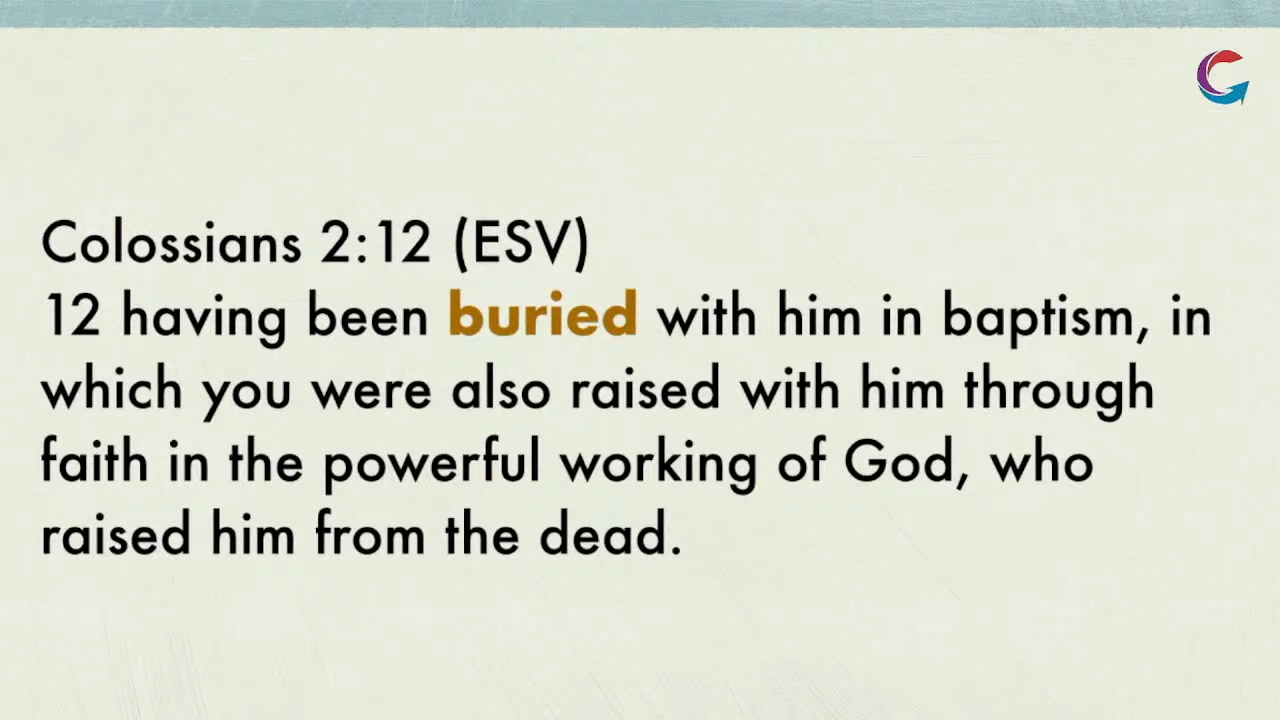 Colossians 2:12 (ESV)
12 having been buried with him in baptism, in
which you were also raised with him through
faith in the powerful working of God, who
raised him from the dead.